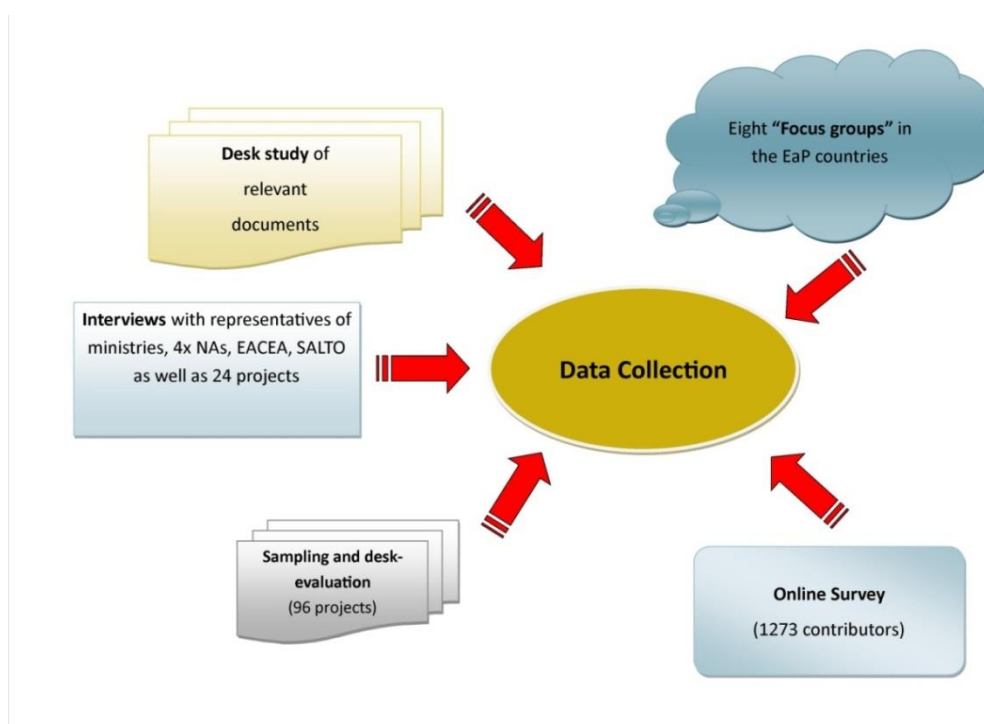 Desk study of
relevant
documents
Eight “Focus groups” in
the EaP countries
Interviews with representatives of
ministries, 4x NAs, EACEA, SALTO
as well as 24 projects
Data Collection
Sampling and desk-
evaluation
(96 projects)
Online Survey
(1273 contributors)